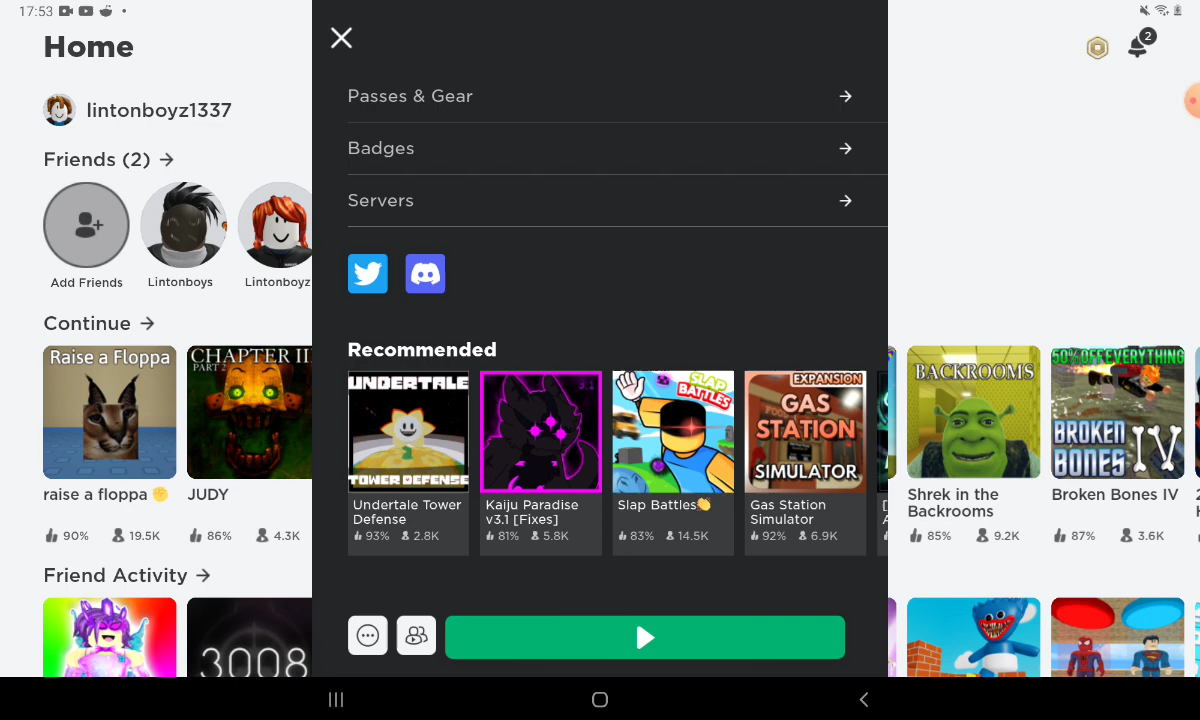 17:53
Home
2
lintonboyz1337
Friends (2)
Add Friends
Lintonboys
Lintonboyz
Continue
Raise a Floppa
CHAPTER II
PART 2
raise a floppa
90%
19.5K
JUDY
86%
4.3K
Friend Activity
3008
Passes & Gear
Badges
Servers
Recommended
UNDERTALE
TOWER DEFENSE
Undertale Tower
Defense
93%
2.8K
3.1
Kaiju Paradise
v3.1 [Fixes]
81%
5.8K
SLAP
BATTLES
Slap Battles
83%
14.5K
EXPANSION
GAS
STATION
SIMULATOR
Gas Station
Simulator
92%
6.9K
BACKROOMS
Shrek in the
Backrooms
85%
9.2K
50% OFF EVERYTHING
BROKEN
BONES IV
Broken Bones IV
87%
3.6K